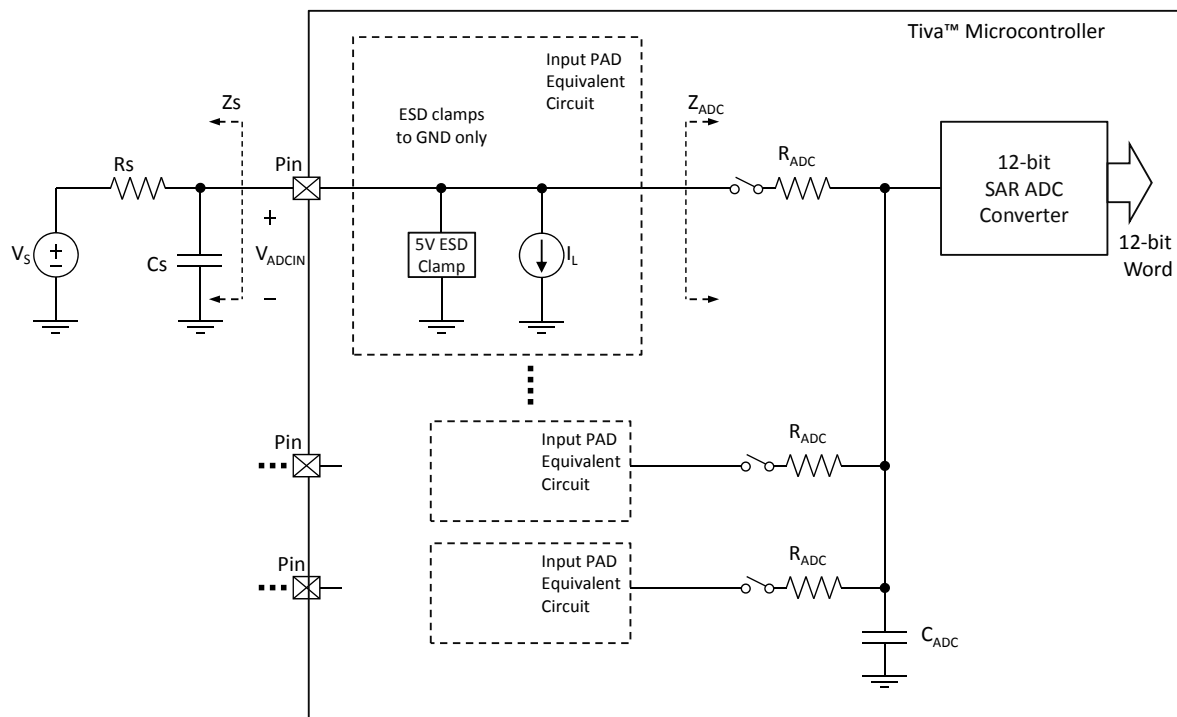 Tiva™ Microcontroller
Input PAD
Equivalent
Circuit
ESD clamps
to GND only
Zs
Z_ADC
Rs
Pin
R_ADC
12-bit
SAR ADC
Converter
12-bit
Word
V_S
+
−
Cs
+
V_ADCIN
−
5V ESD
Clamp
I_L
Pin
Input PAD
Equivalent
Circuit
R_ADC
Pin
Input PAD
Equivalent
Circuit
R_ADC
C_ADC